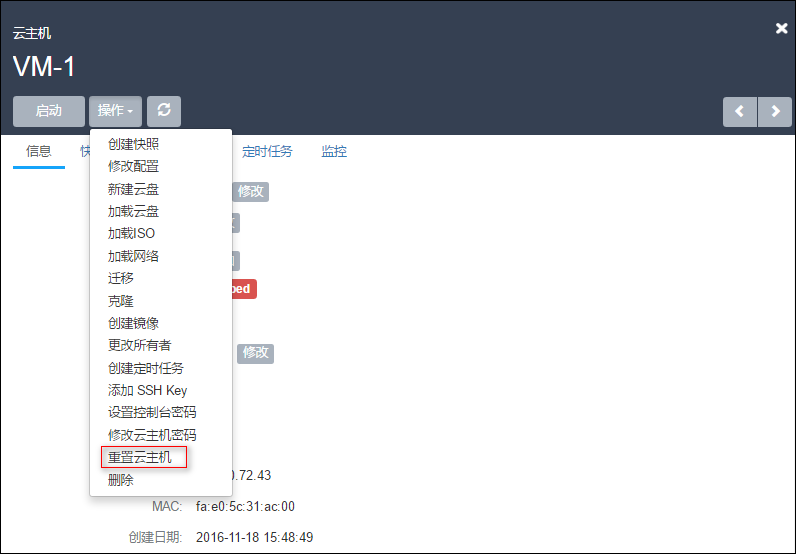 云主机
VM-1
启动
操作
信息
定时任务 监控
创建快照
修改配置
新建云盘
修改
加载云盘
加载ISO
加载网络
迁移
克隆
创建镜像
更改所有者
修改
创建定时任务
添加 SSH Key
设置控制台密码
修改云主机密码
重置云主机
.72.43
删除
MAC: fa:e0:5c:31:ac:00
创建日期: 2016-11-18 15:48:49